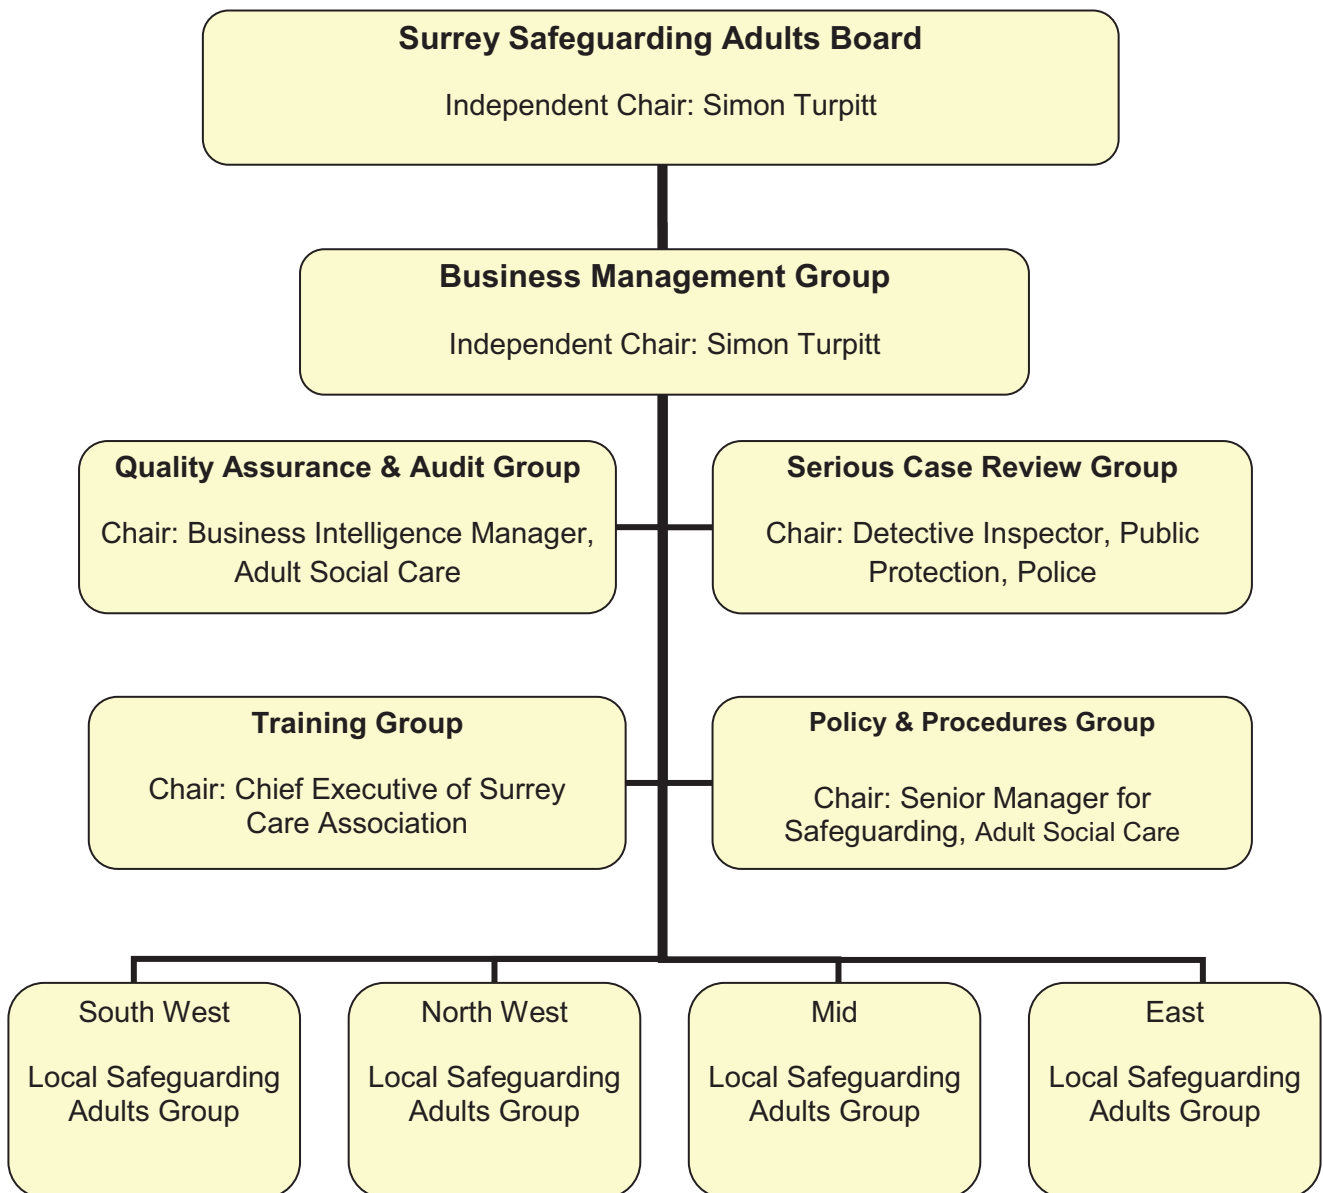 Surrey Safeguarding Adults Board
Independent Chair: Simon Turpitt
Business Management Group
Independent Chair: Simon Turpitt
Quality Assurance & Audit Group
Chair: Business Intelligence Manager,
Adult Social Care
Serious Case Review Group
Chair: Detective Inspector, Public
Protection, Police
Training Group
Chair: Chief Executive of Surrey
Care Association
Policy & Procedures Group
Chair: Senior Manager for
Safeguarding, Adult Social Care
South West
Local Safeguarding
Adults Group
North West
Local Safeguarding
Adults Group
Mid
Local Safeguarding
Adults Group
East
Local Safeguarding
Adults Group